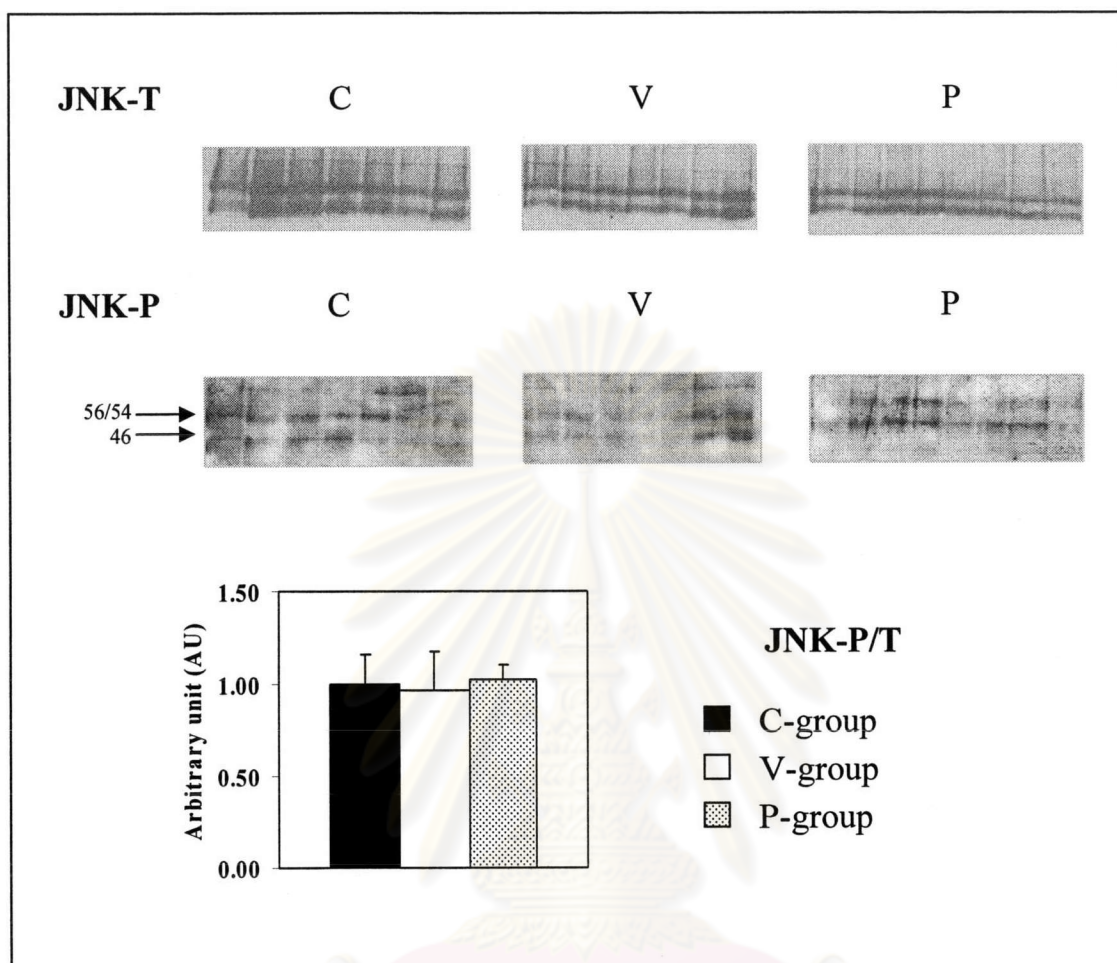 JNK-T C V P
JNK-P C V P
56/54
46
1.50
1.00
0.50
0.00
Arbitrary unit (AU)
JNK-P/T
C-group
V-group
P-group